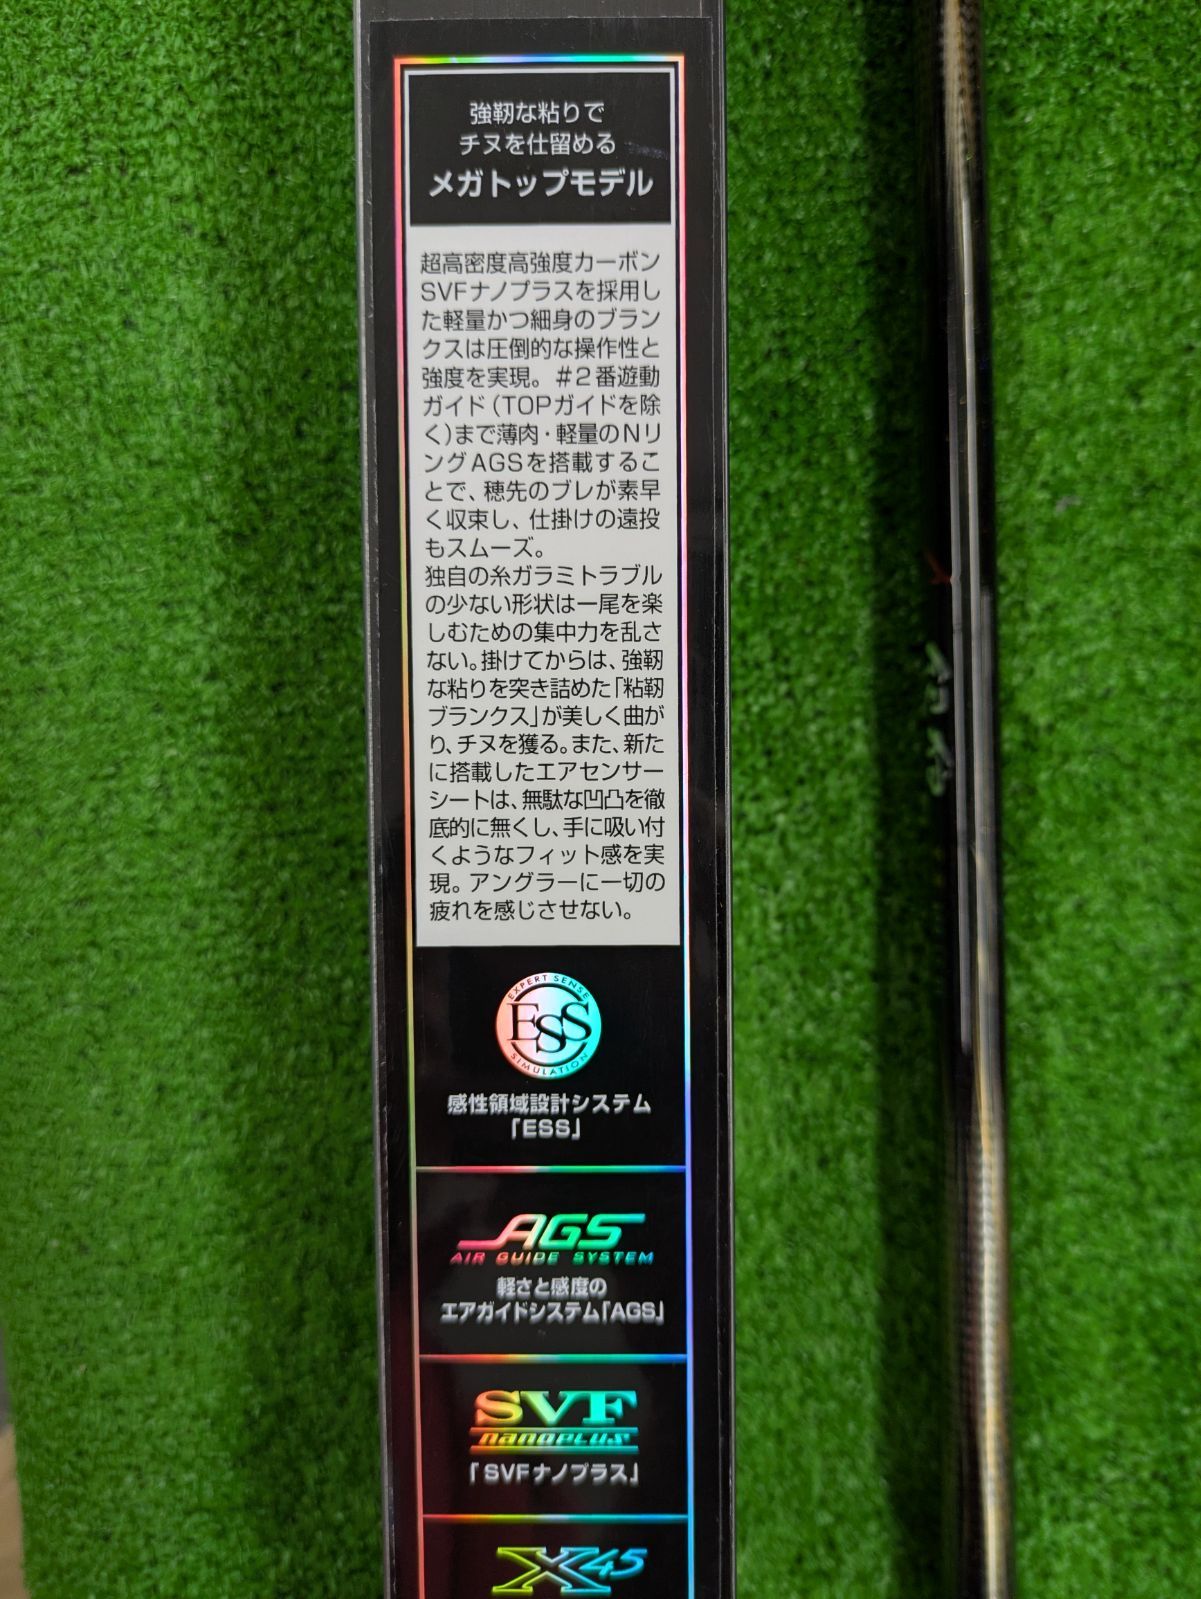 強靭な粘りで
チヌを仕留める
メガトップモデル
超高密度高強度カーボン
SVFナノプラスを採用し
た軽量かつ細身のブラン
クスは圧倒的な操作性と
強度を実現。#2番遊動
ガイド(TOPガイドを除
く)まで薄肉・軽量のNリ
ングAGSを搭載するこ
とで、穂先のブレが素早
く収束し、仕掛けの遠投
もスムーズ。
独自の糸ガラミトラブル
の少ない形状は一尾を楽
しむための集中力を乱さ
ない。掛けてからは、強靭
な粘りを突き詰めた「粘靭
ブランクス」が美しく曲が
り、チヌを獲る。また、新た
に搭載したエアセンサー
シートは、無駄な凹凸を徹
底的に無くし、手に吸い付
くようなフィット感を実
現。アングラーに一切の
疲れを感じさせない。
EXPERT SENSE
ESS
SIMULATION
感性領域設計システム
「ESS」
AGS
AIR GUIDE SYSTEM
軽さと感度の
エアガイドシステム「AGS」
SVF
nanoplus
「SVFナノプラス」
X45